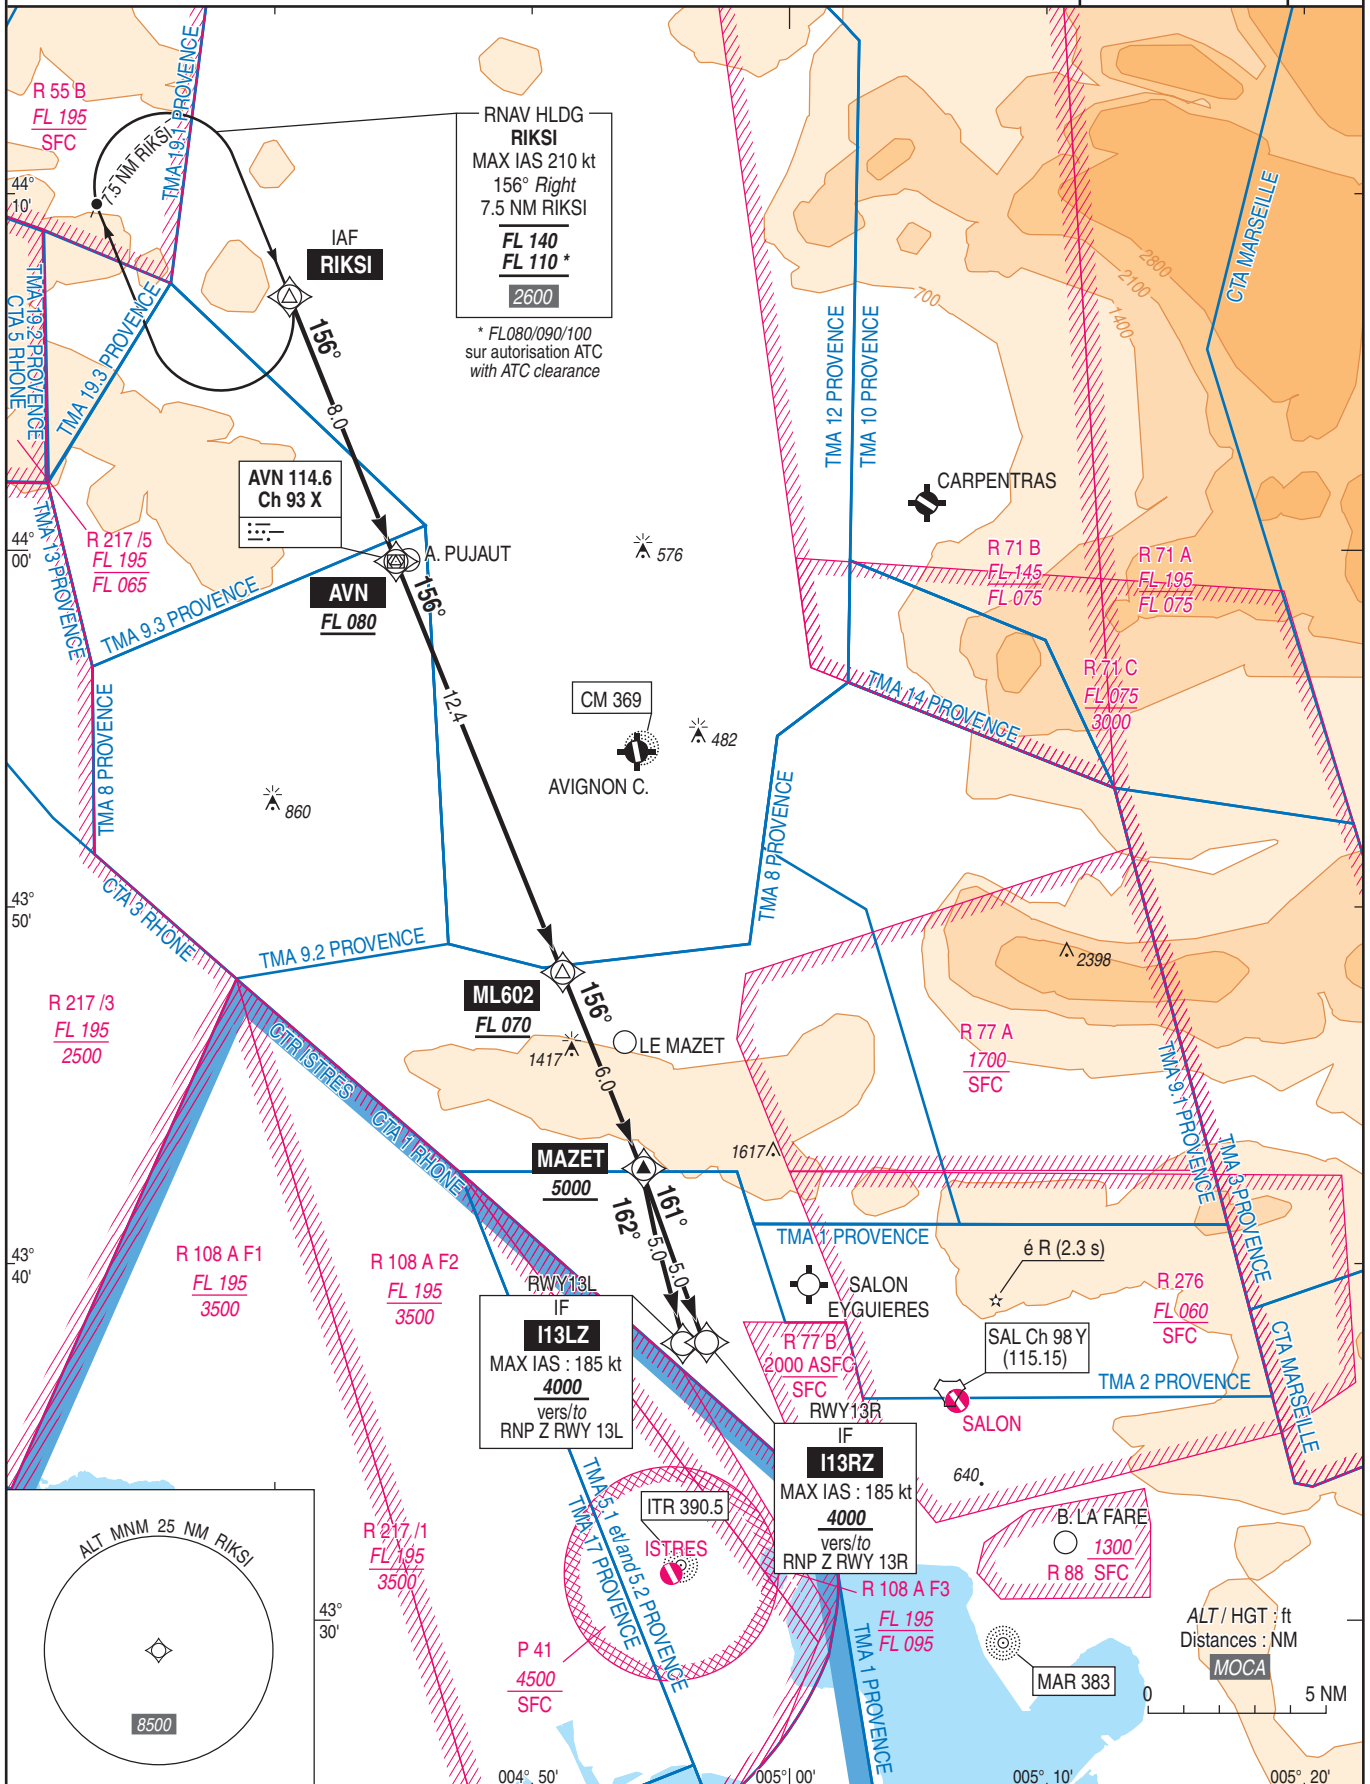 R 55 B
FL 195
SFC
TMA 19.1 PROVENCE
7.5 NM RIKSI
44°
10'
RNAV HLDG
RIKSI
MAX IAS 210 kt
156° Right
7.5 NM RIKSI
FL 140
FL 110 *
2600
* FL080/090/100
sur autorisation ATC
with ATC clearance
IAF
RIKSI
156°
8.0
TMA 19.2 PROVENCE
CTA 5 RHONE
TMA 19.3 PROVENCE
CTA MARSEILLE
2800
2100
1400
700
TMA 12 PROVENCE
TMA 10 PROVENCE
CARPENTRAS
AVN 114.6
Ch 93 X
A. PUJAUT
AVN
FL 080
156°
12.4
576
44°
00'
R 217 /5
FL 195
FL 065
TMA 13 PROVENCE
TMA 9.3 PROVENCE
R 71 B
FL 145
FL 075
R 71 A
FL 195
FL 075
R 71 C
FL 075
3000
TMA 14 PROVENCE
CM 369
482
AVIGNON C.
860
TMA 8 PROVENCE
TMA 8 PROVENCE
43°
50'
CTA 3 RHONE
TMA 9.2 PROVENCE
2398
ML602
FL 070
156°
6.0
R 217 /3
FL 195
2500
1417
LE MAZET
R 77 A
1700
SFC
CTR ISTRES
CTA 1 RHONE
TMA 9.1 PROVENCE
TMA 3 PROVENCE
MAZET
5000
1617
161°
162°
5.0
5.0
TMA 1 PROVENCE
43°
40'
R 108 A F1
FL 195
3500
R 108 A F2
FL 195
3500
é R (2.3 s)
SALON
EYGUIERES
R 276
FL 060
SFC
RWY13L
IF
I13LZ
MAX IAS : 185 kt
4000
vers/to
RNP Z RWY 13L
R 77 B
2000 ASFC
SFC
SAL Ch 98 Y
(115.15)
SALON
TMA 2 PROVENCE
CTA MARSEILLE
RWY13R
IF
I13RZ
MAX IAS : 185 kt
4000
vers/to
RNP Z RWY 13R
640
TMA 5.1 et/and 5.2 PROVENCE
TMA 17 PROVENCE
ITR 390.5
ISTRES
B. LA FARE
1300
R 88 SFC
R 217 /1
FL 195
3500
ALT MNM 25 NM RIKSI
8500
43°
30'
P 41
4500
SFC
R 108 A F3
FL 195
FL 095
TMA 1 PROVENCE
MAR 383
ALT / HGT : ft
Distances : NM
MOCA
0 5 NM
004° 50'
005° 00'
005° 10'
005° 20'